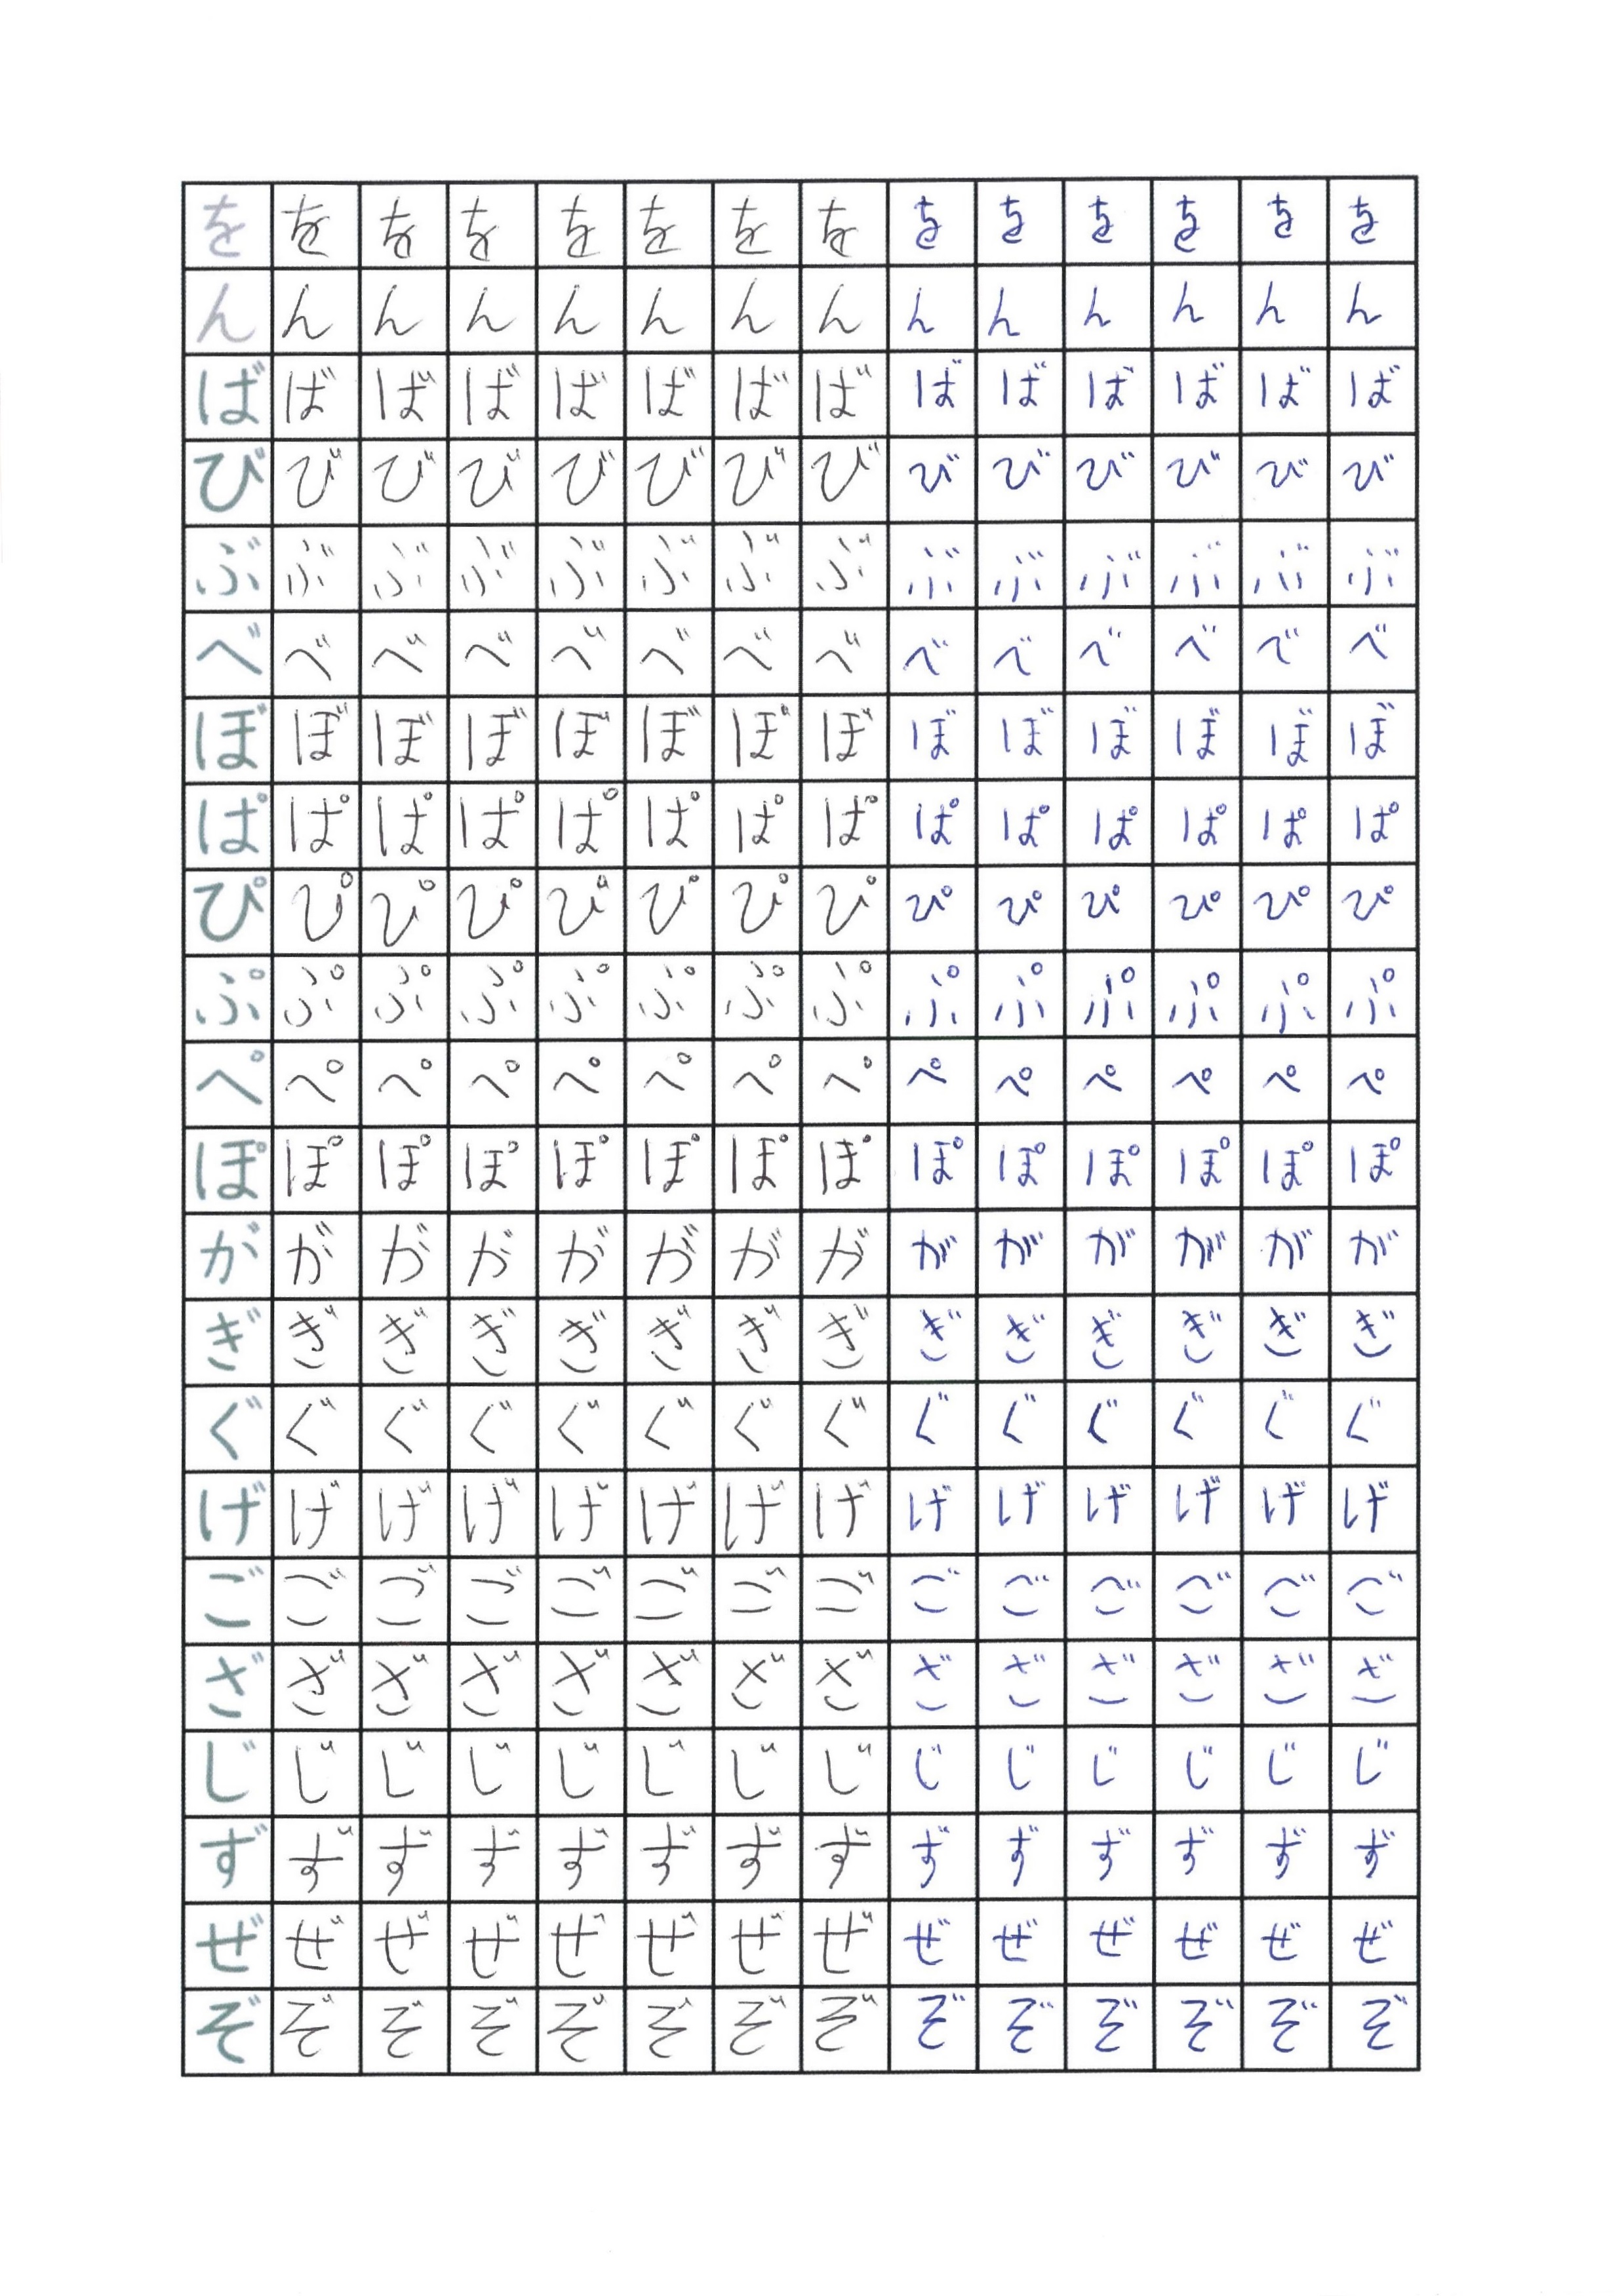 をををををををををををををを
んんんんんんんんんんんんんん
ばばばばばばばばばばばばばば
びびびびびびびびびびびびびび
ぶぶぶぶぶぶぶぶぶぶぶぶぶぶ
べべべべべべべべべべべべべべ
ぼぼぼぼぼぼぼぼぼぼぼぼぼぼ
ぱぱぱぱぱぱぱぱぱぱぱぱぱぱ
ぴぴぴぴぴぴぴぴぴぴぴぴぴぴ
ぷぷぷぷぷぷぷぷぷぷぷぷぷぷ
ぺぺぺぺぺぺぺぺぺぺぺぺぺぺ
ぽぽぽぽぽぽぽぽぽぽぽぽぽぽ
がががががががががががががが
ぎぎぎぎぎぎぎぎぎぎぎぎぎぎ
ぐぐぐぐぐぐぐぐぐぐぐぐぐぐ
げげげげげげげげげげげげげげ
ごごごごごごごごごごごごごご
ざざざざざざざざざざざざざざ
じじじじじじじじじじじじじじ
ずずずずずずずずずずずずずず
ぜぜぜぜぜぜぜぜぜぜぜぜぜぜ
ぞぞぞぞぞぞぞぞぞぞぞぞぞぞ